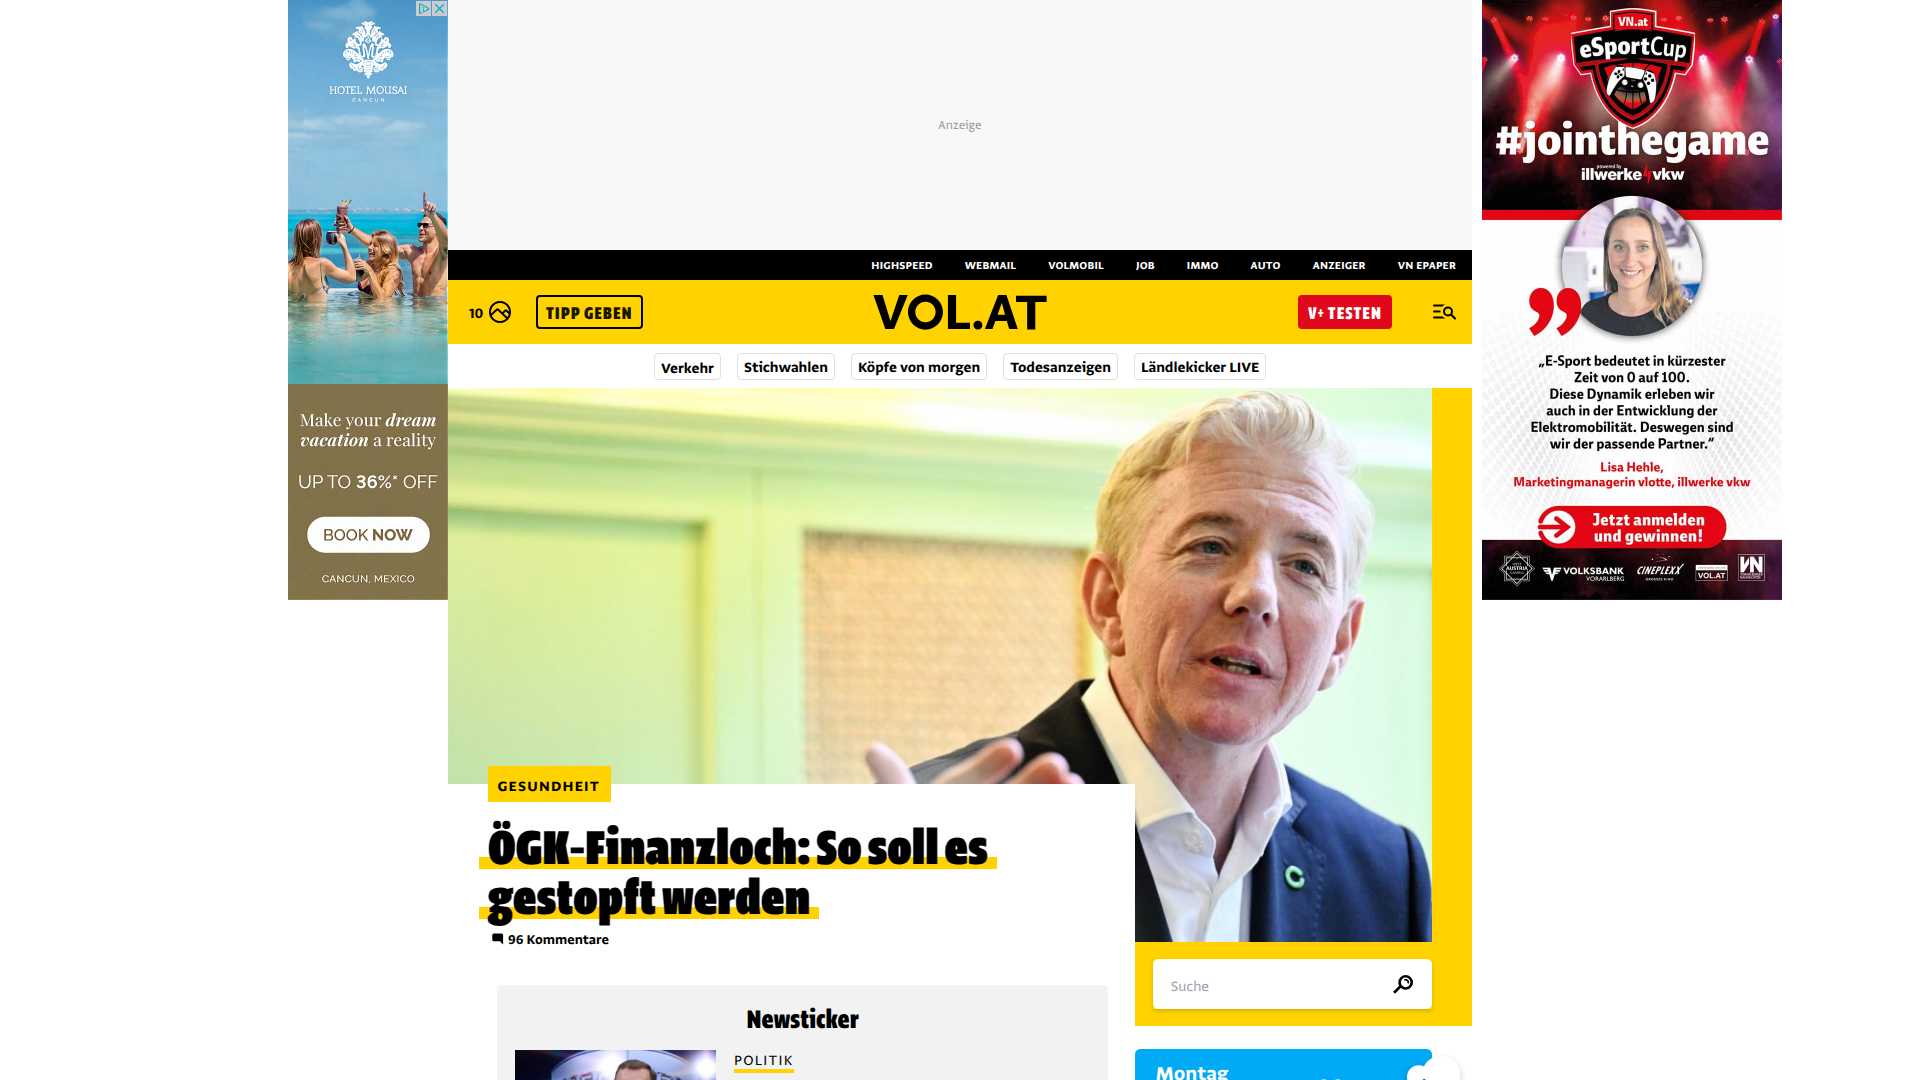 HOTEL MOUSAI
CANCUN
Make your dream
vacation a reality
UP TO 36%* OFF
BOOK NOW
CANCUN, MEXICO
Anzeige
HIGHSPEED WEBMAIL VOLMOBIL JOB IMMO AUTO ANZEIGER VN EPAPER
10 TIPP GEBEN VOL.AT V+ TESTEN
Verkehr Stichwahlen Köpfe von morgen Todesanzeigen Ländlekicker LIVE
GESUNDHEIT
ÖGK-Finanzloch: So soll es
gestopft werden
96 Kommentare
Newsticker
POLITIK
Suche
Montag
VN.at
eSportCup
#jointhegame
powered by
illwerke vkw
„E-Sport bedeutet in kürzester
Zeit von 0 auf 100.
Diese Dynamik erleben wir
auch in der Entwicklung der
Elektromobilität. Deswegen sind
wir der passende Partner.“
Lisa Hehle,
Marketingmanagerin vlotte, illwerke vkw
Jetzt anmelden
und gewinnen!
AUSTRIA
VOLKSBANK
VORARLBERG
CINEPLEXX
VOL.AT
VN